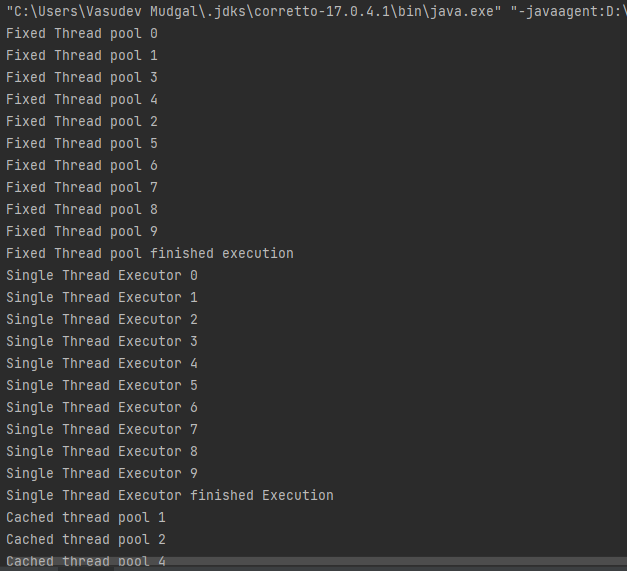 "C:\Users\Vasudev Mudgal\.jdks\corretto-17.0.4.1\bin\java.exe" "-javaagent:D:\
Fixed Thread pool 0
Fixed Thread pool 1
Fixed Thread pool 3
Fixed Thread pool 4
Fixed Thread pool 2
Fixed Thread pool 5
Fixed Thread pool 6
Fixed Thread pool 7
Fixed Thread pool 8
Fixed Thread pool 9
Fixed Thread pool finished execution
Single Thread Executor 0
Single Thread Executor 1
Single Thread Executor 2
Single Thread Executor 3
Single Thread Executor 4
Single Thread Executor 5
Single Thread Executor 6
Single Thread Executor 7
Single Thread Executor 8
Single Thread Executor 9
Single Thread Executor finished Execution
Cached thread pool 1
Cached thread pool 2
Cached thread pool 4